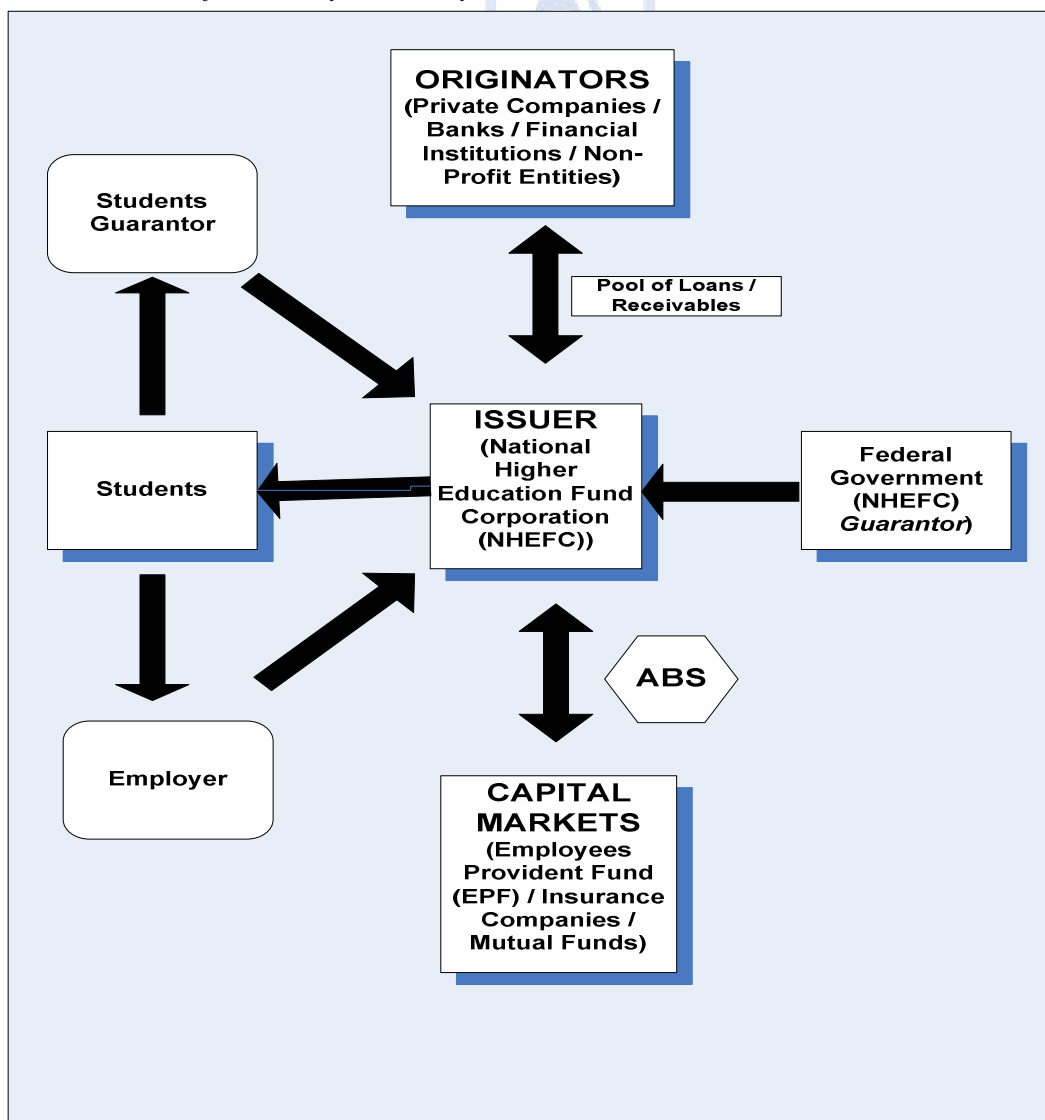 ORIGINATORS
(Private Companies /
Banks / Financial
Institutions / Non-
Profit Entities)
Students
Guarantor
Pool of Loans /
Receivables
ISSUER
(National
Higher
Education Fund
Corporation
(NHEFC))
Students
Federal
Government
(NHEFC)
Guarantor)
ABS
Employer
CAPITAL
MARKETS
(Employees
Provident Fund
(EPF) / Insurance
Companies /
Mutual Funds)